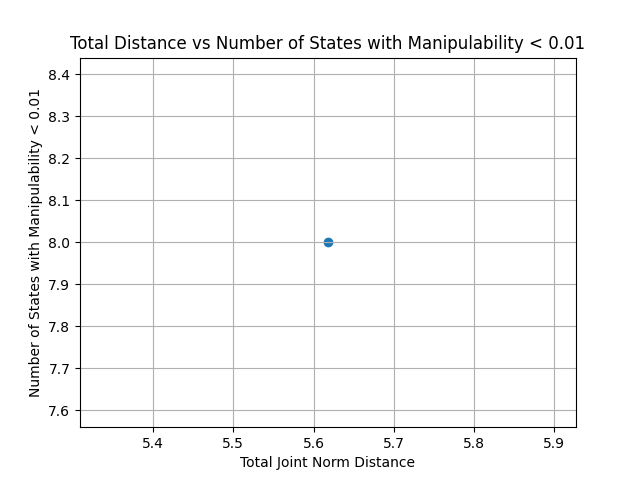 Total Distance vs Number of States with Manipulability < 0.01
8.4
8.3
8.2
8.1
8.0
7.9
7.8
7.7
7.6
Number of States with Manipulability < 0.01
5.4 5.5 5.6 5.7 5.8 5.9
Total Joint Norm Distance